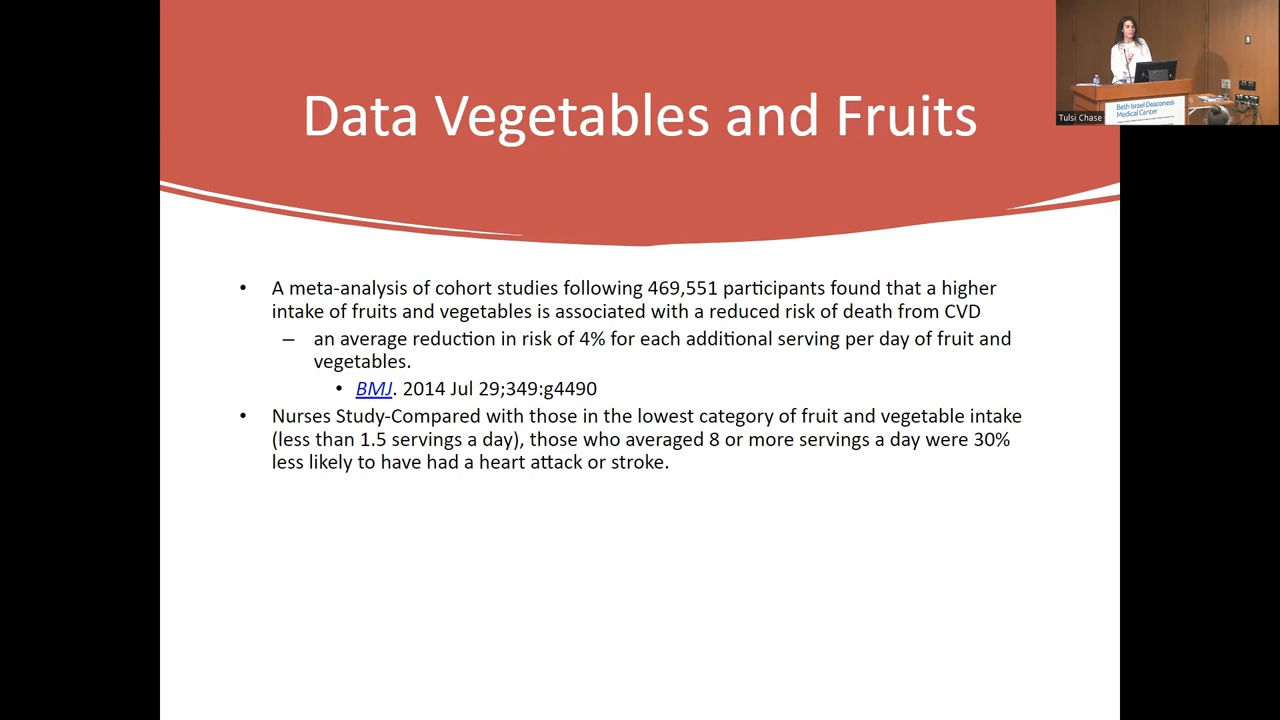 Data Vegetables and Fruits
Beth Israel Deaconess
Medical Center
Tulsi Chase
• A meta-analysis of cohort studies following 469,551 participants found that a higher
intake of fruits and vegetables is associated with a reduced risk of death from CVD
– an average reduction in risk of 4% for each additional serving per day of fruit and
vegetables.
• BMJ. 2014 Jul 29;349:g4490
• Nurses Study-Compared with those in the lowest category of fruit and vegetable intake
(less than 1.5 servings a day), those who averaged 8 or more servings a day were 30%
less likely to have had a heart attack or stroke.